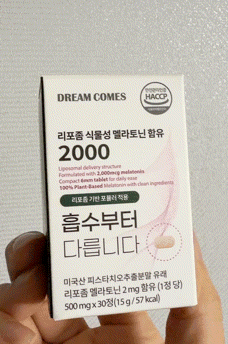 DREAM COMES
HACCP
리포좀 식물성 멜라토닌 함유
2000
Liposomal delivery structure
Formulated with 2,000mcg melatonin
Compact 8mm tablet for daily ease
100% Plant-Based Melatonin with clean ingredients
리포좀 기반 포뮬러 적용
흡수부터
다릅니다
미국산 피스타치오추출분말 유래
리포좀 멜라토닌 2 mg 함유 (1정 당)
500 mg x 30정 (15 g / 57 kcal)